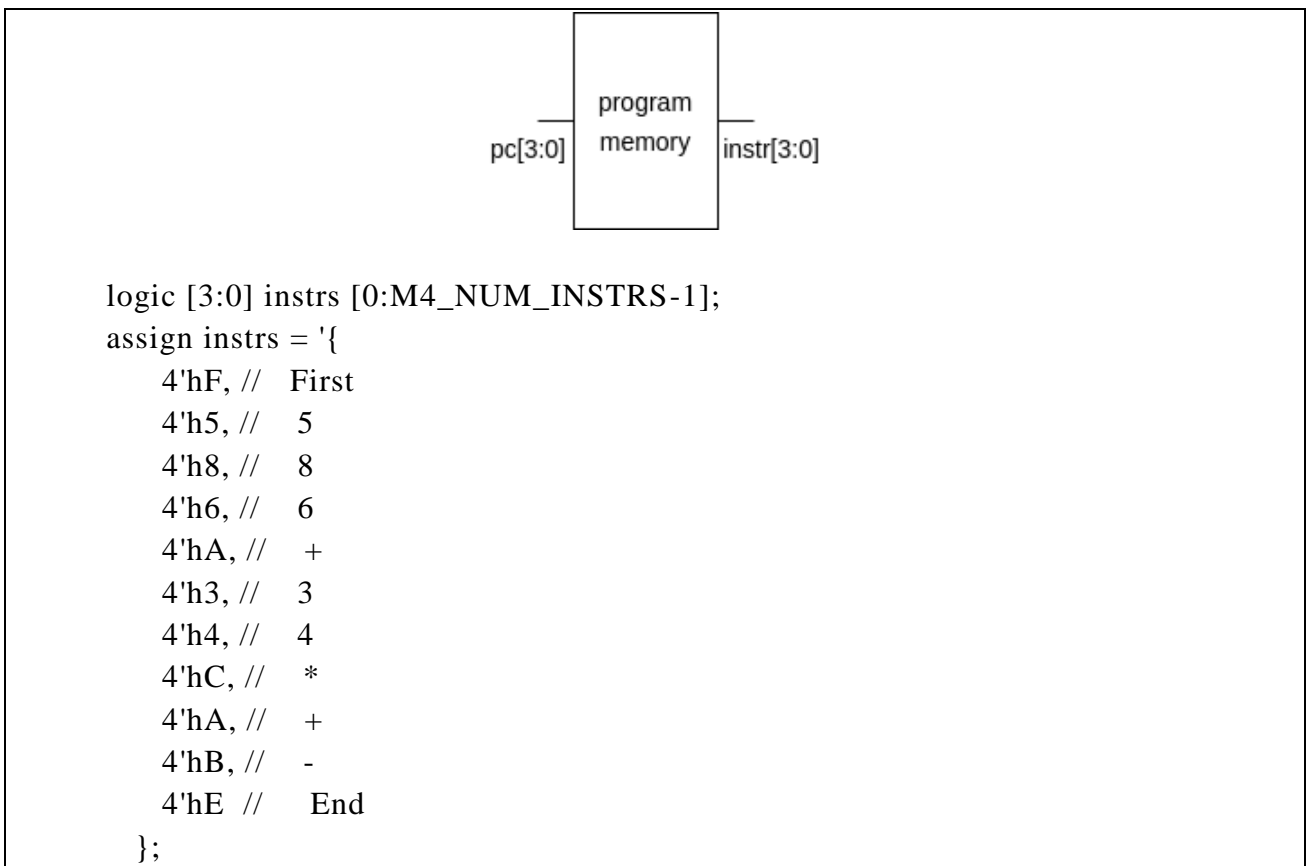 program
memory
pc[3:0]
instr[3:0]
logic [3:0] instrs [0:M4_NUM_INSTRS-1];
assign instrs = '{
4'hF, // First
4'h5, // 5
4'h8, // 8
4'h6, // 6
4'hA, // +
4'h3, // 3
4'h4, // 4
4'hC, // *
4'hA, // +
4'hB, // -
4'hE // End
};